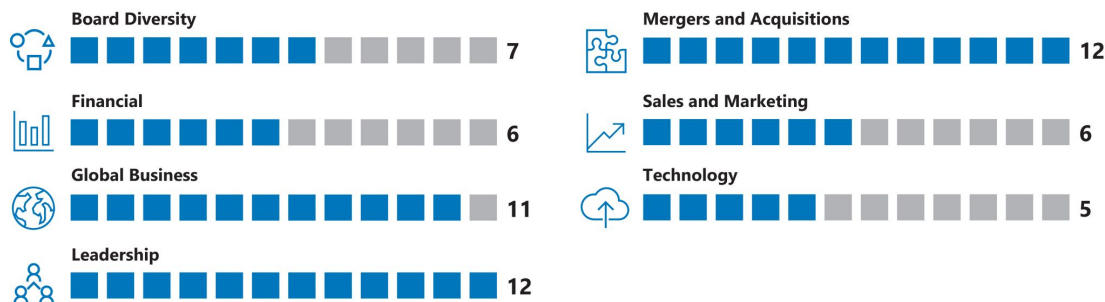 Board Diversity
7
Financial
6
Global Business
11
Leadership
12
Mergers and Acquisitions
12
Sales and Marketing
6
Technology
5